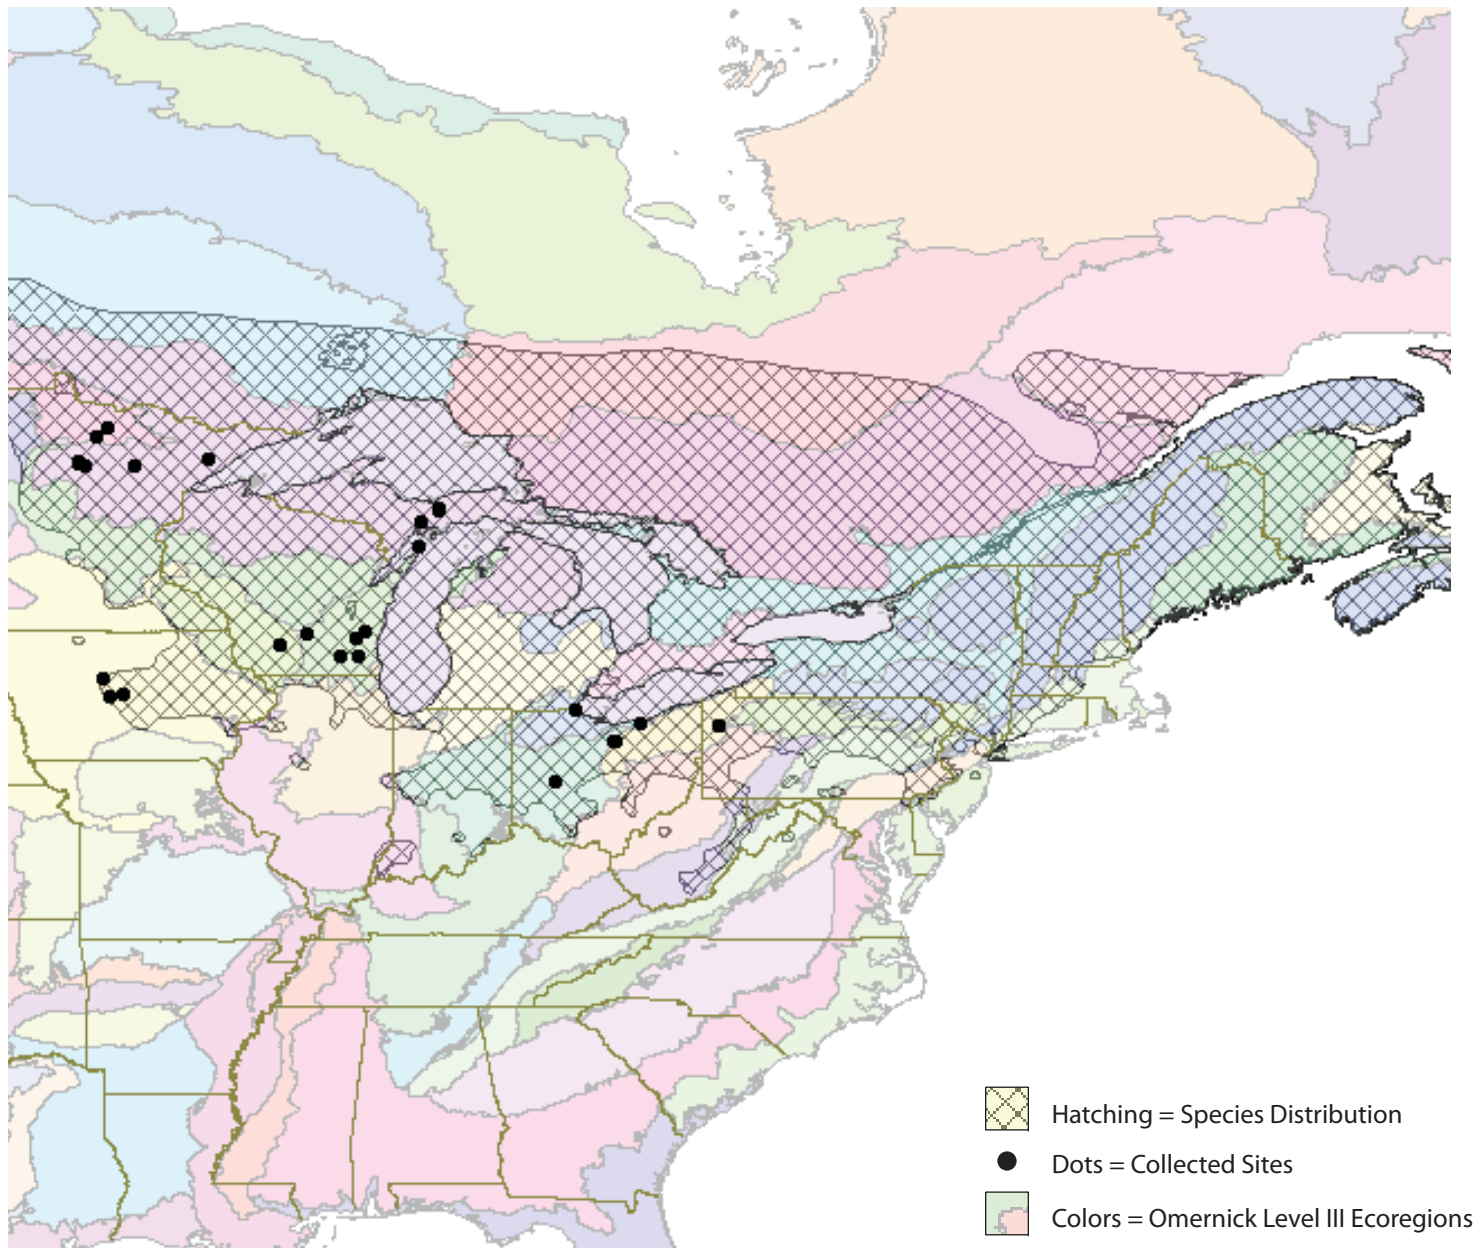 Hatching = Species Distribution
Dots = Collected Sites
Colors = Omernick Level III Ecoregions